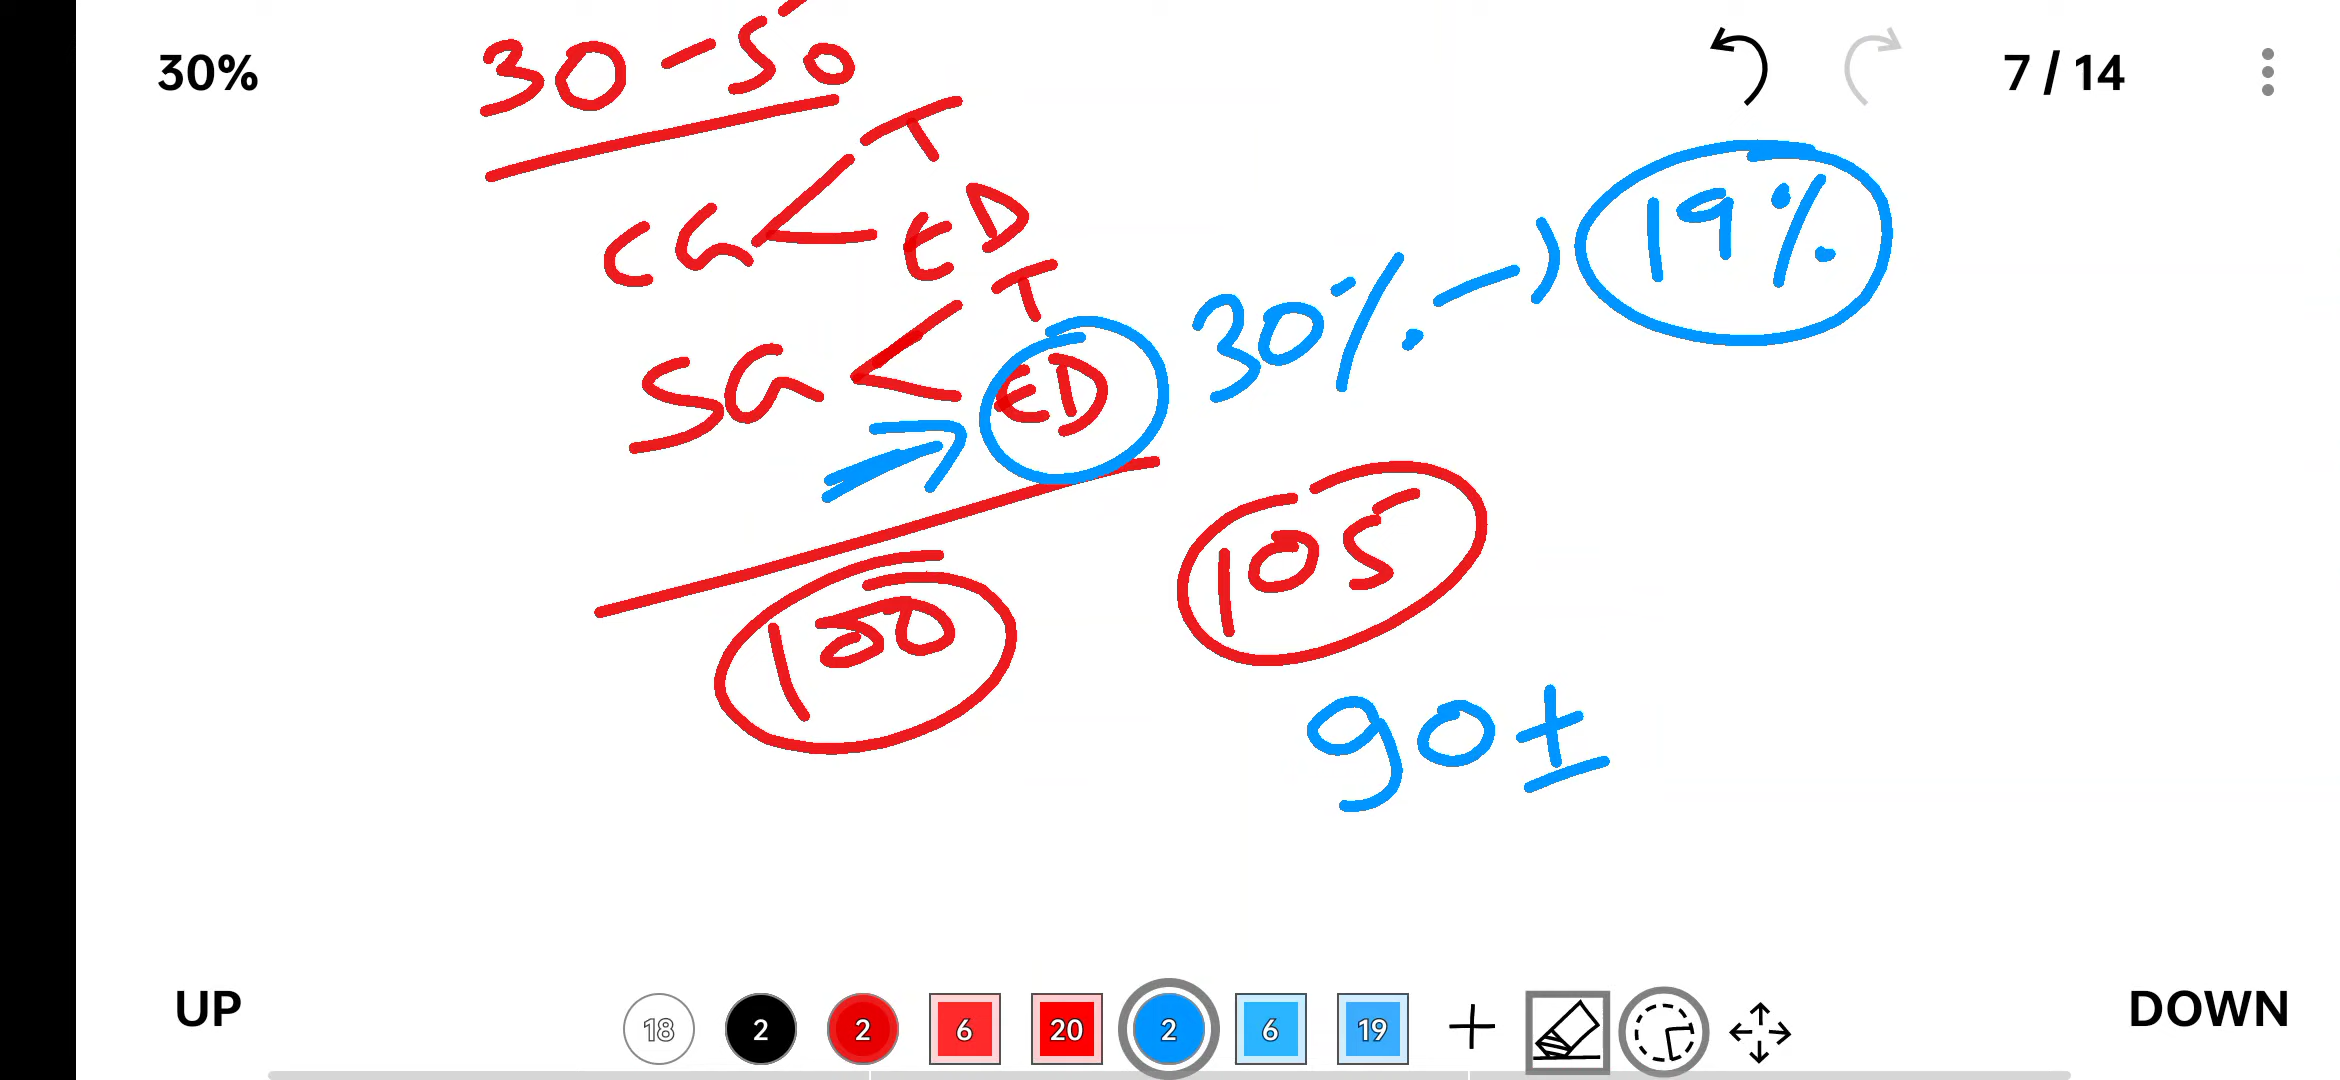 30%
7 / 14
30-50
CG < T
ED
SG < T
ED
30% → 19%
100
105
90±
UP
DOWN
18 2 2 6 20 2 6 19 +